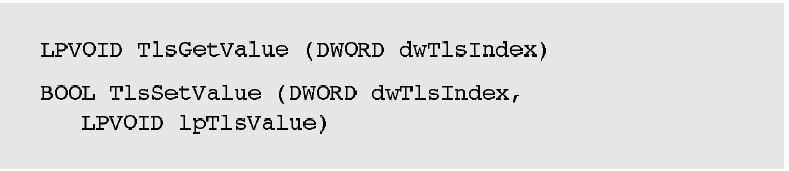 LPVOID TlsGetValue (DWORD dwTlsIndex)
BOOL TlsSetValue (DWORD dwTlsIndex,
LPVOID lpTlsValue)